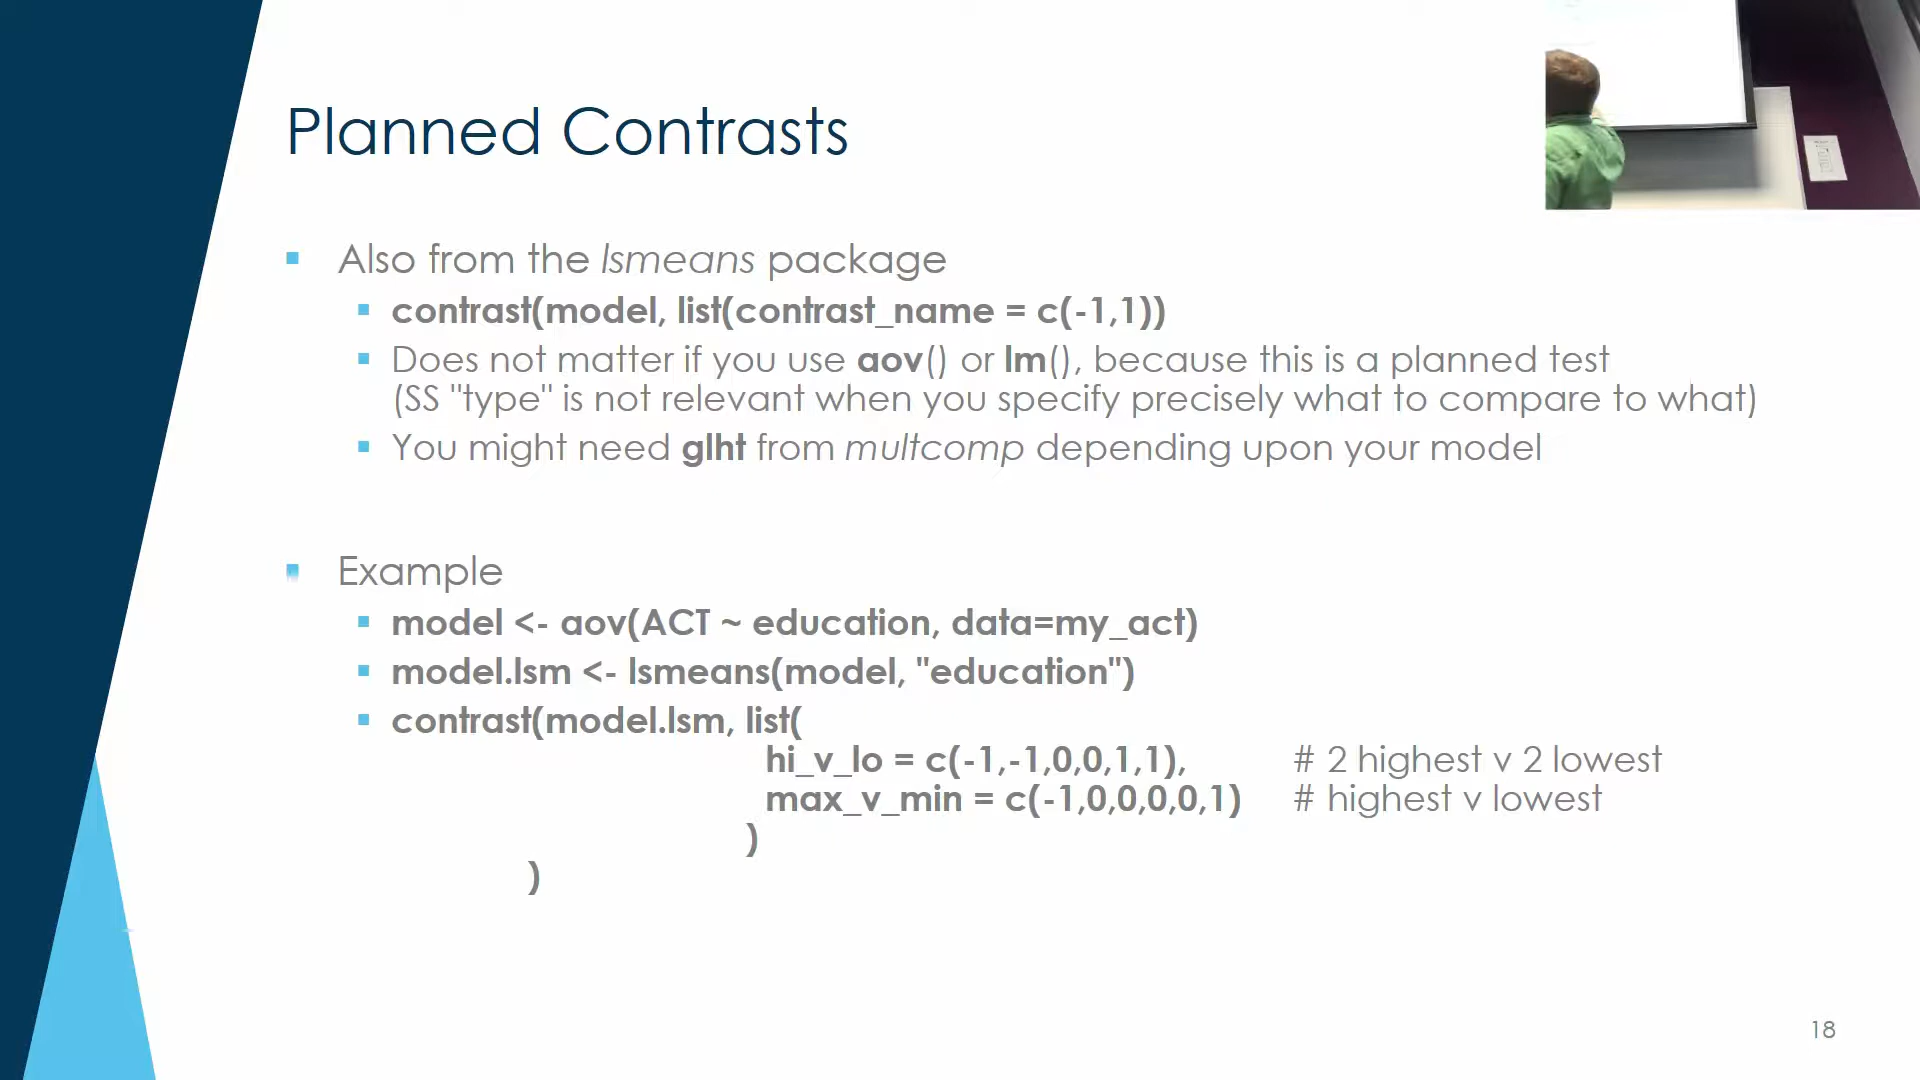 Planned Contrasts
Also from the lsmeans package
contrast(model, list(contrast_name = c(-1,1))
Does not matter if you use aov() or lm(), because this is a planned test
(SS "type" is not relevant when you specify precisely what to compare to what)
You might need glht from multcomp depending upon your model
Example
model <- aov(ACT ~ education, data=my_act)
model.lsm <- lsmeans(model, "education")
contrast(model.lsm, list(
hi_v_lo = c(-1,-1,0,0,1,1), # 2 highest v 2 lowest
max_v_min = c(-1,0,0,0,0,1) # highest v lowest
)
)
18